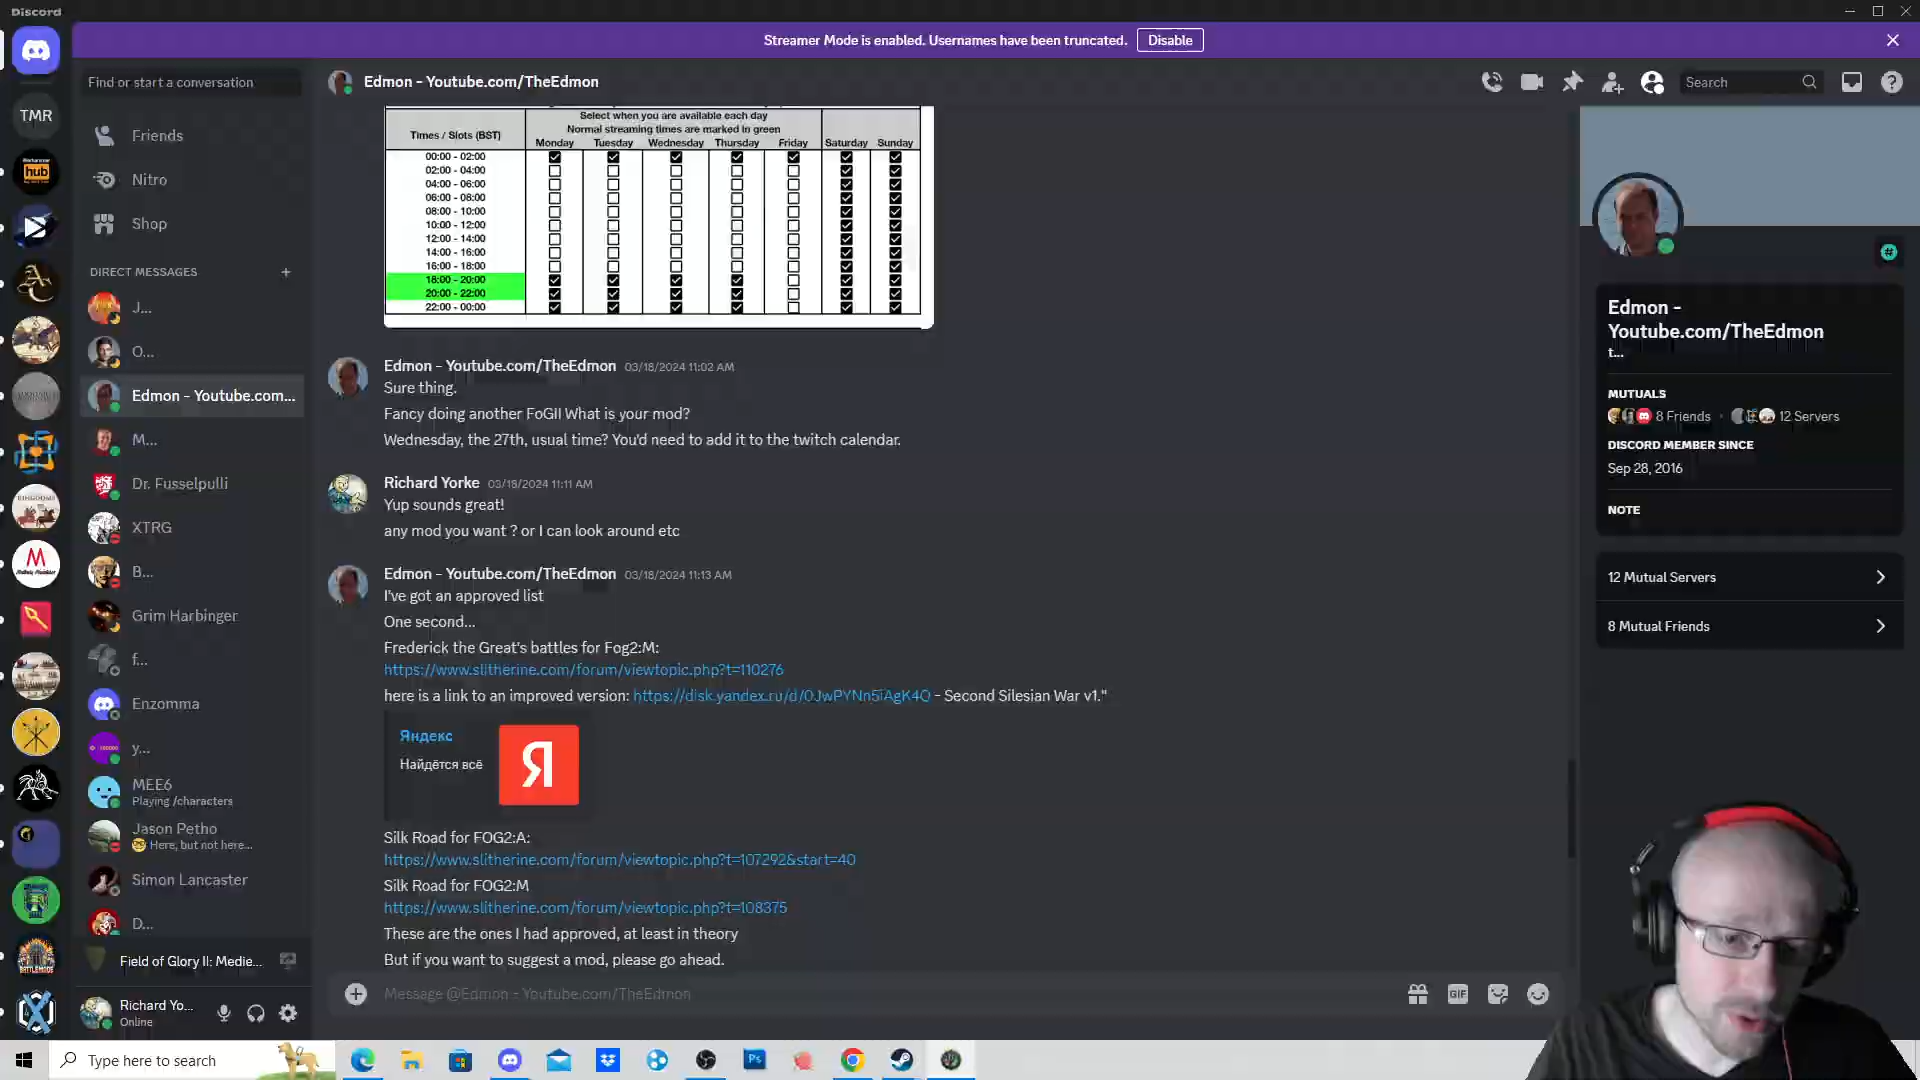 Discord
Streamer Mode is enabled. Usernames have been truncated.
Disable
Find or start a conversation
Edmon - Youtube.com/TheEdmon
Search
TMR
Friends
Nitro
Shop
DIRECT MESSAGES
J...
O...
Edmon - Youtube.com...
M...
Dr. Fusselpulli
XTRG
B...
Grim Harbinger
f...
Enzomma
y...
MEE6
Playing /characters
Jason Petho
Here, but not here...
Simon Lancaster
D...
Field of Glory II: Medie...
Richard Yo...
Online
Select when you are available each day
Times / Slots (BST)
Normal streaming times are marked in green
Monday Tuesday Wednesday Thursday Friday Saturday Sunday
00:00 - 02:00
02:00 - 04:00
04:00 - 06:00
06:00 - 08:00
08:00 - 10:00
10:00 - 12:00
12:00 - 14:00
14:00 - 16:00
16:00 - 18:00
18:00 - 20:00
20:00 - 22:00
22:00 - 00:00
Edmon - Youtube.com/TheEdmon 03/18/2024 11:02 AM
Sure thing.
Fancy doing another FoGII What is your mod?
Wednesday, the 27th, usual time? You'd need to add it to the twitch calendar.
Richard Yorke 03/18/2024 11:11 AM
Yup sounds great!
any mod you want ? or I can look around etc
Edmon - Youtube.com/TheEdmon 03/18/2024 11:13 AM
I've got an approved list
One second...
Frederick the Great's battles for Fog2:M:
https://www.slitherine.com/forum/viewtopic.php?t=110276
here is a link to an improved version: https://disk.yandex.ru/d/0JwPYNn5iAgK4Q - Second Silesian War v1."
Яндекс
Найдётся всё
Я
Silk Road for FOG2:A:
https://www.slitherine.com/forum/viewtopic.php?t=107292&start=40
Silk Road for FOG2:M
https://www.slitherine.com/forum/viewtopic.php?t=108375
These are the ones I had approved, at least in theory
But if you want to suggest a mod, please go ahead.
Message @Edmon - Youtube.com/TheEdmon
GIF
Edmon -
Youtube.com/TheEdmon
t...
MUTUALS
8 Friends • 12 Servers
DISCORD MEMBER SINCE
Sep 28, 2016
NOTE
12 Mutual Servers
8 Mutual Friends
Type here to search
Ps